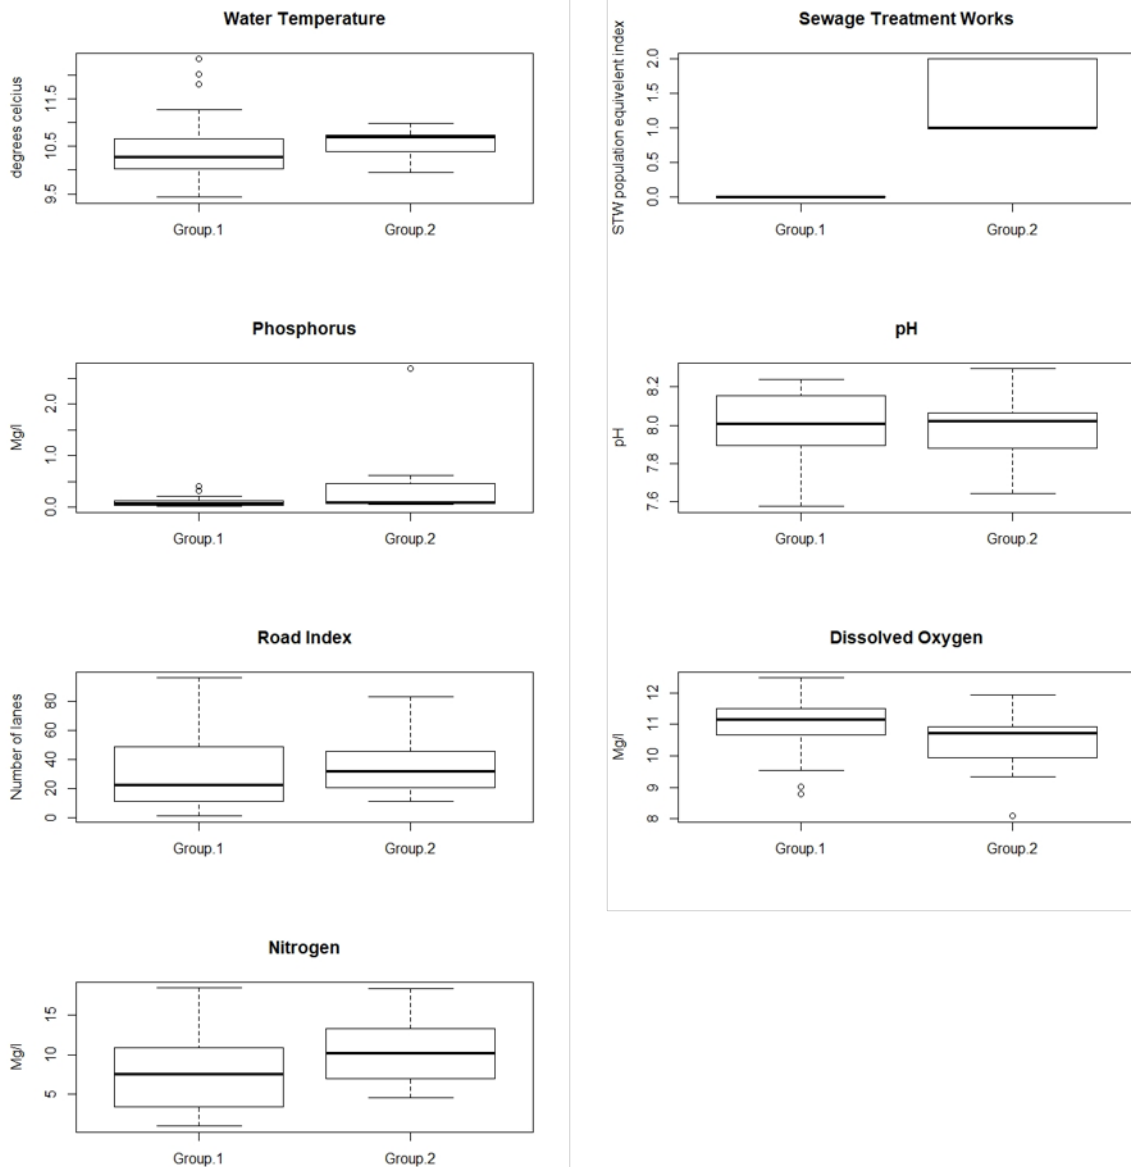 Water Temperature
degrees celcius
9.5
10.5
11.5
Group.1
Group.2
Sewage Treatment Works
STW population equivelent index
0.0
0.5
1.0
1.5
2.0
Group.1
Group.2
Phosphorus
Mg/l
0.0
1.0
2.0
Group.1
Group.2
pH
pH
7.6
7.8
8.0
8.2
Group.1
Group.2
Road Index
Number of lanes
0
20
40
60
80
Group.1
Group.2
Dissolved Oxygen
Mg/l
8
9
10
11
12
Group.1
Group.2
Nitrogen
Mg/l
5
10
15
Group.1
Group.2